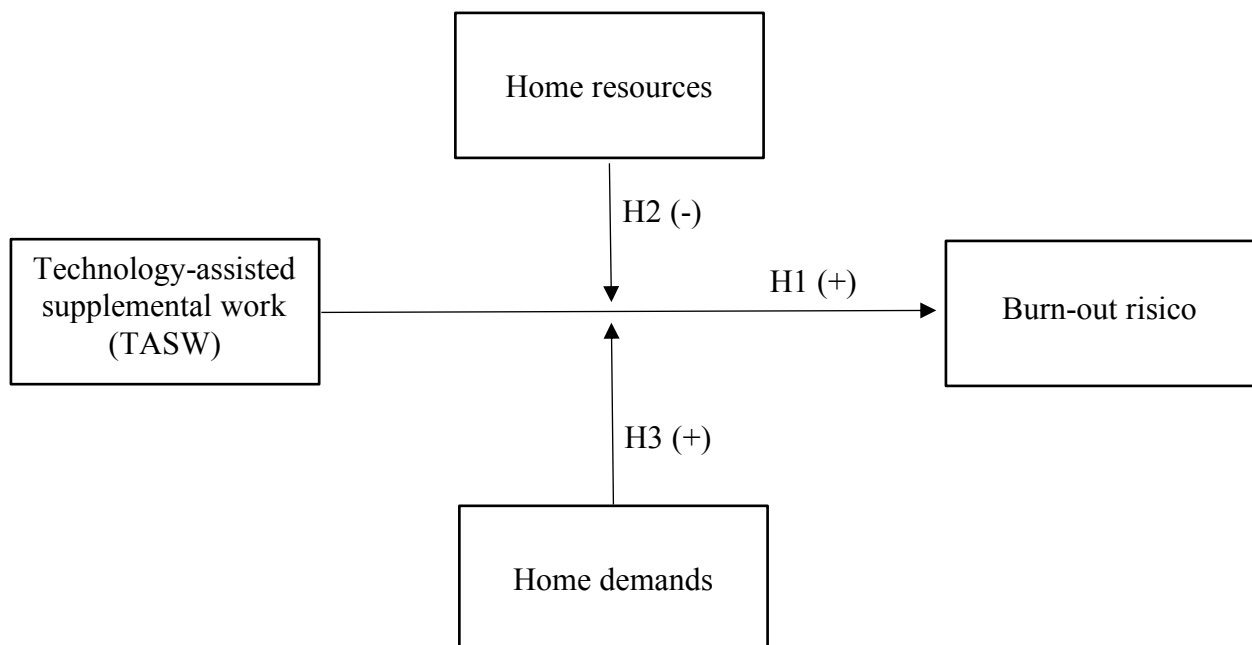 Home resources
H2 (-)
Technology-assisted
supplemental work
(TASW)
H1 (+)
Burn-out risico
H3 (+)
Home demands